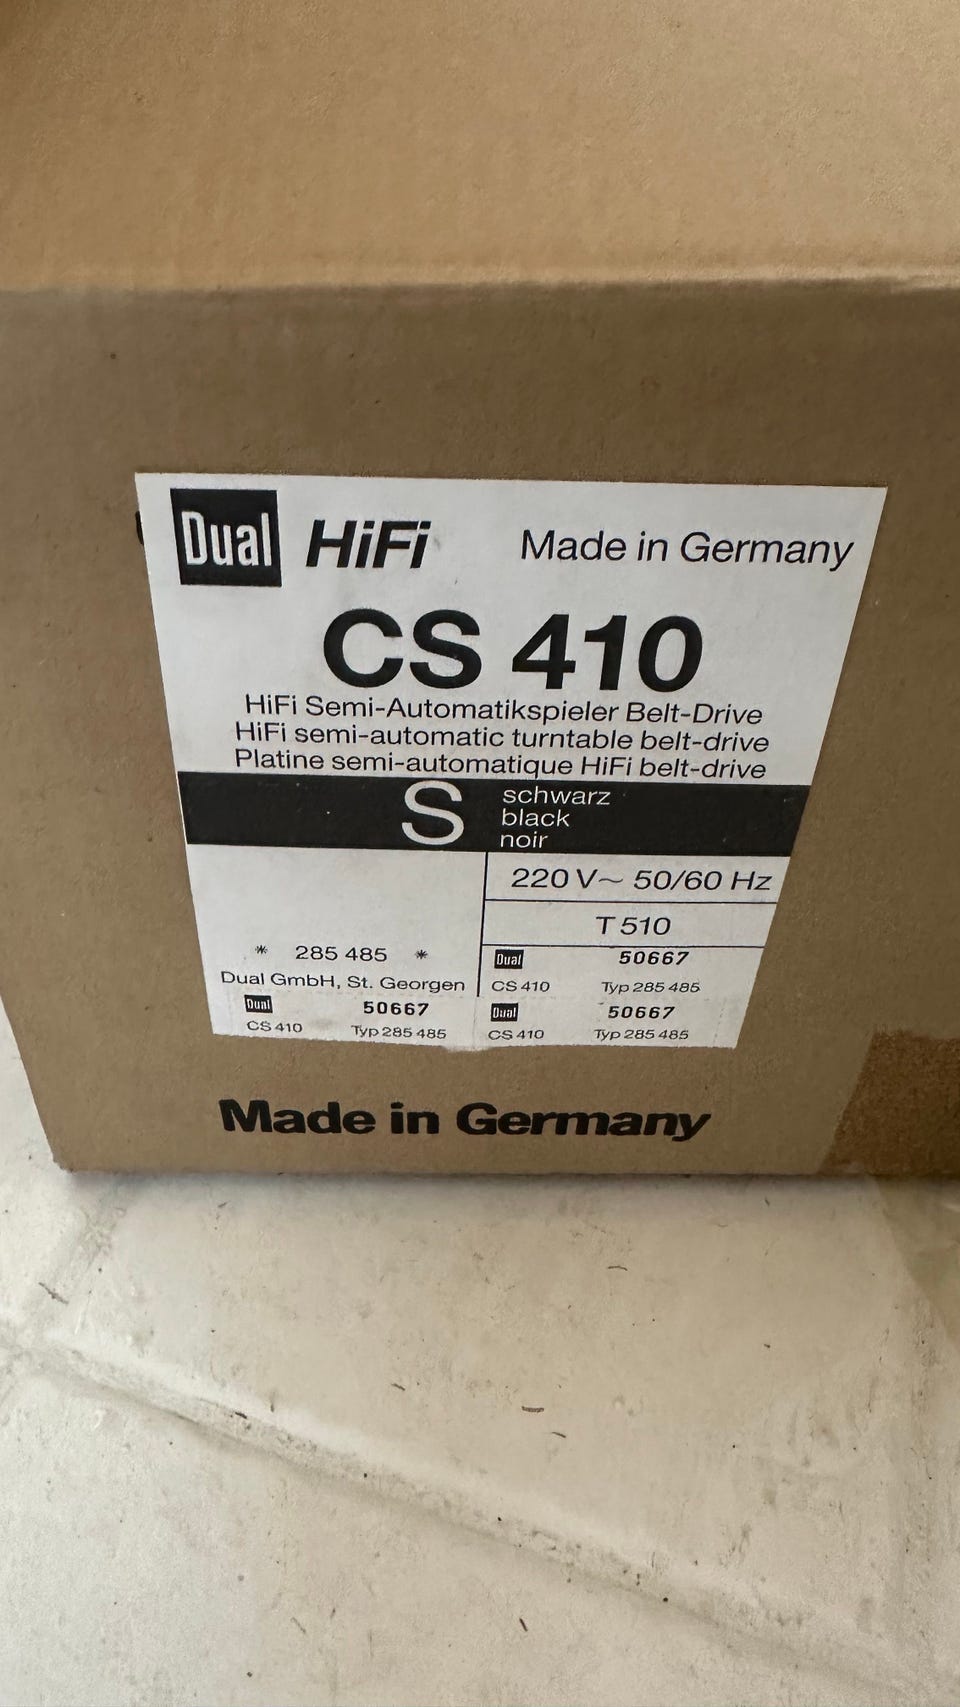 Dual HiFi Made in Germany
CS 410
HiFi Semi-Automatikspieler Belt-Drive
HiFi semi-automatic turntable belt-drive
Platine semi-automatique HiFi belt-drive
S schwarz
black
noir
220 V~ 50/60 Hz
T 510
* 285 485 *
Dual GmbH, St. Georgen
Dual 50667
CS 410 Typ 285 485
Dual 50667
CS 410 Typ 285 485
Dual 50667
CS 410 Typ 285 485
Made in Germany